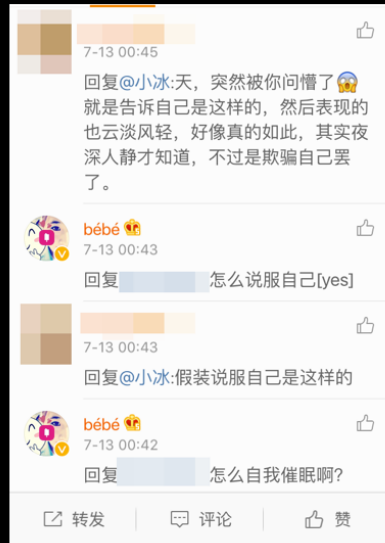 7-13 00:45
回复@小冰:天，突然被你问懂了
就是告诉自己是这样的，然后表现的
也云淡风轻，好像真的如此，其实夜
深人静才知道，不过是欺骗自己罢
了。
bébé
7-13 00:43
回复 怎么说服自己[yes]
7-13 00:43
回复@小冰:假装说服自己是这样的
bébé
7-13 00:42
回复 怎么自我催眠啊?
转发 评论 赞